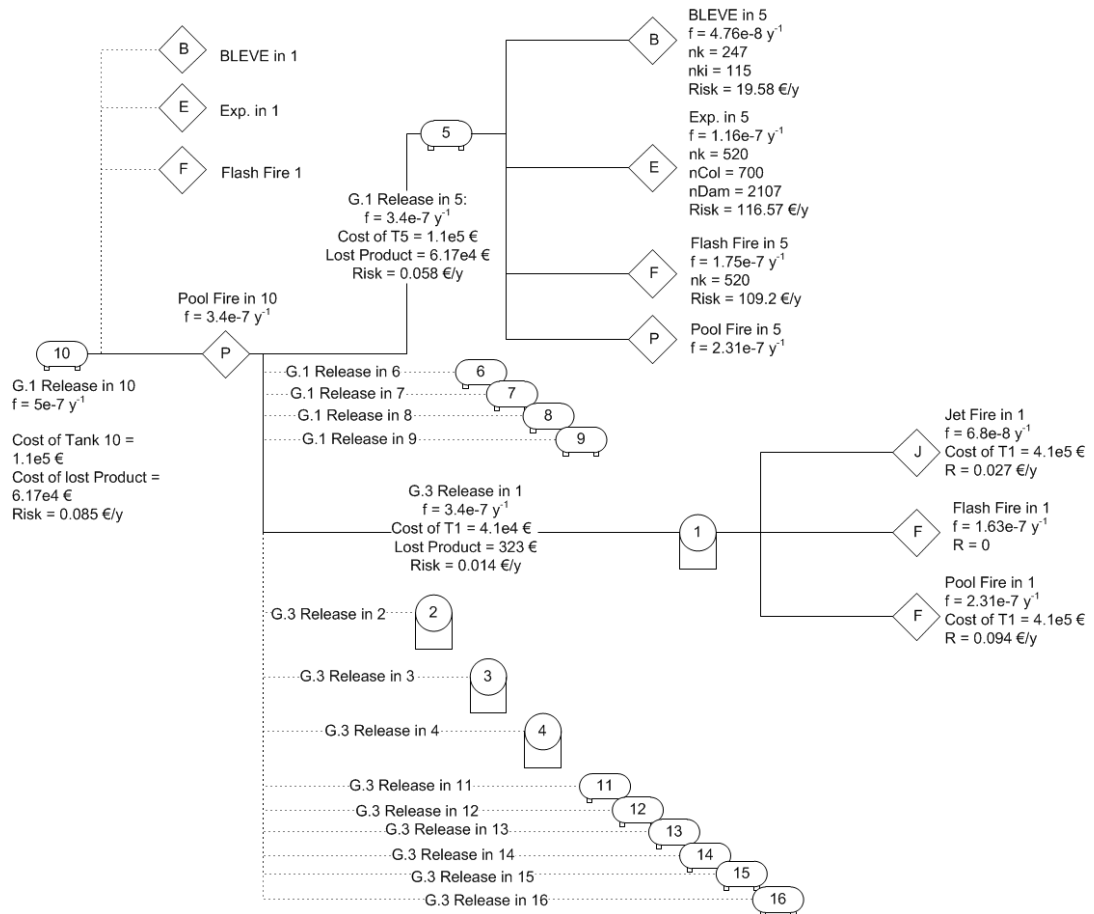 B
BLEVE in 1
E
Exp. in 1
F
Flash Fire 1
5
G.1 Release in 5:
f = 3.4e-7 y-1
Cost of T5 = 1.1e5 €
Lost Product = 6.17e4 €
Risk = 0.058 €/y
B
BLEVE in 5
f = 4.76e-8 y-1
nk = 247
nki = 115
Risk = 19.58 €/y
E
Exp. in 5
f = 1.16e-7 y-1
nk = 520
nCol = 700
nDam = 2107
Risk = 116.57 €/y
F
Flash Fire in 5
f = 1.75e-7 y-1
nk = 520
Risk = 109.2 €/y
P
Pool Fire in 5
f = 2.31e-7 y-1
Pool Fire in 10
f = 3.4e-7 y-1
P
10
G.1 Release in 10
f = 5e-7 y-1
Cost of Tank 10 =
1.1e5 €
Cost of lost Product =
6.17e4 €
Risk = 0.085 €/y
G.1 Release in 6
6
G.1 Release in 7
7
G.1 Release in 8
8
G.1 Release in 9
9
G.3 Release in 1
f = 3.4e-7 y-1
Cost of T1 = 4.1e4 €
Lost Product = 323 €
Risk = 0.014 €/y
1
J
Jet Fire in 1
f = 6.8e-8 y-1
Cost of T1 = 4.1e5 €
R = 0.027 €/y
F
Flash Fire in 1
f = 1.63e-7 y-1
R = 0
F
Pool Fire in 1
f = 2.31e-7 y-1
Cost of T1 = 4.1e5 €
R = 0.094 €/y
G.3 Release in 2
2
G.3 Release in 3
3
G.3 Release in 4
4
G.3 Release in 11
11
G.3 Release in 12
12
G.3 Release in 13
13
G.3 Release in 14
14
G.3 Release in 15
15
G.3 Release in 16
16